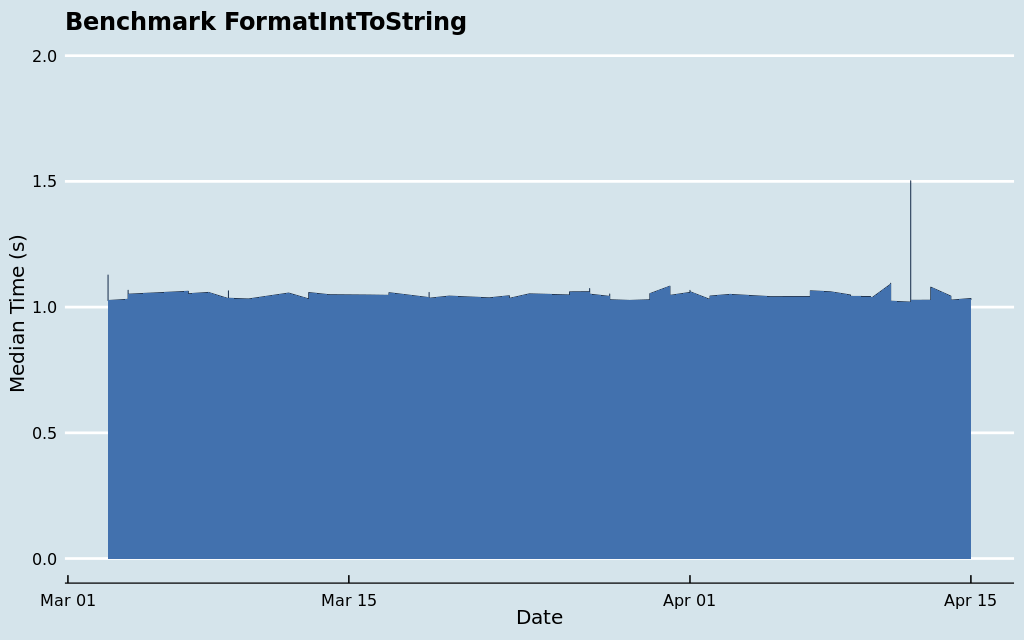 Benchmark FormatIntToString
2.0
1.5
1.0
0.5
0.0
Median Time (s)
Mar 01
Mar 15
Apr 01
Apr 15
Date